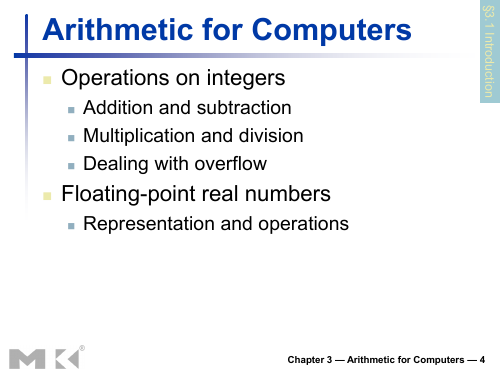 Arithmetic for Computers
§3.1 Introduction
Operations on integers
Addition and subtraction
Multiplication and division
Dealing with overflow
Floating-point real numbers
Representation and operations
MK®
Chapter 3 — Arithmetic for Computers — 4